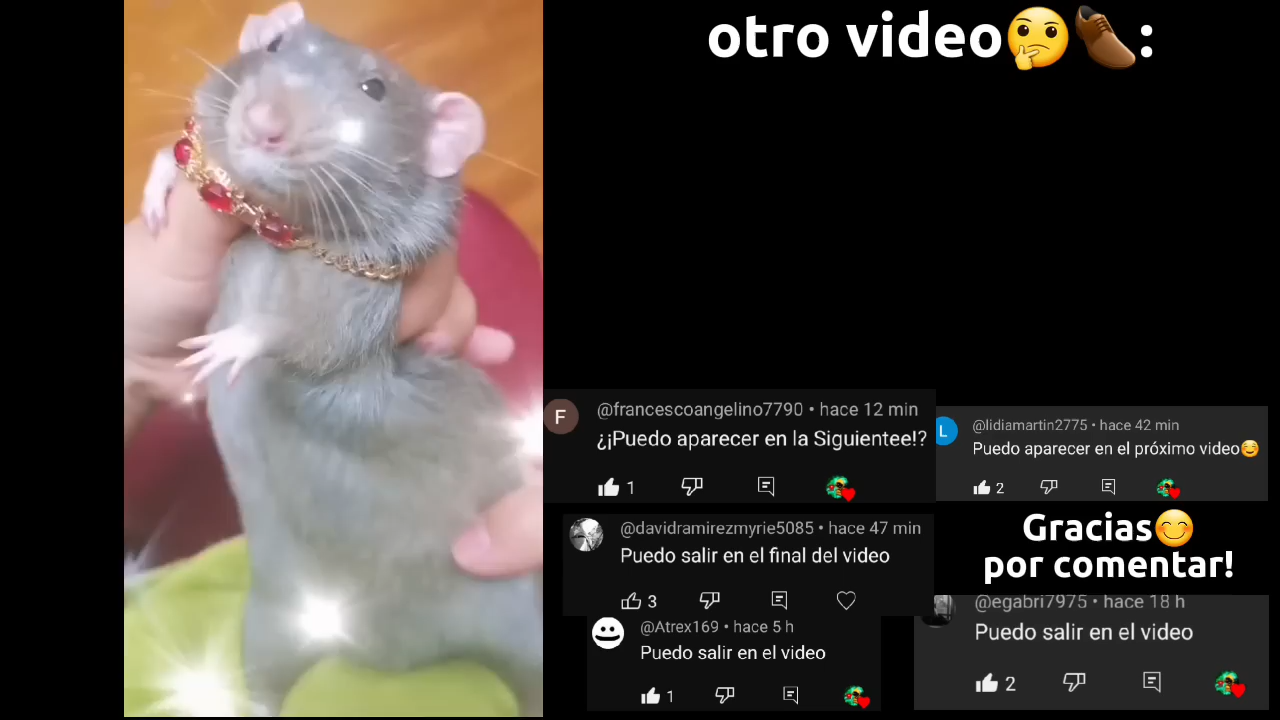 otro video🤔👞:
F
@francescoangelino7790 • hace 12 min
¿¡Puedo aparecer en la Siguientee!?
1
L
@lidiamartin2775 • hace 42 min
Puedo aparecer en el próximo video☺️
2
@davidramirezmyrie5085 • hace 47 min
Puedo salir en el final del video
3
Gracias😊
por comentar!
@Atrex169 • hace 5 h
Puedo salir en el video
1
@egabri7975 • hace 18 h
Puedo salir en el video
2